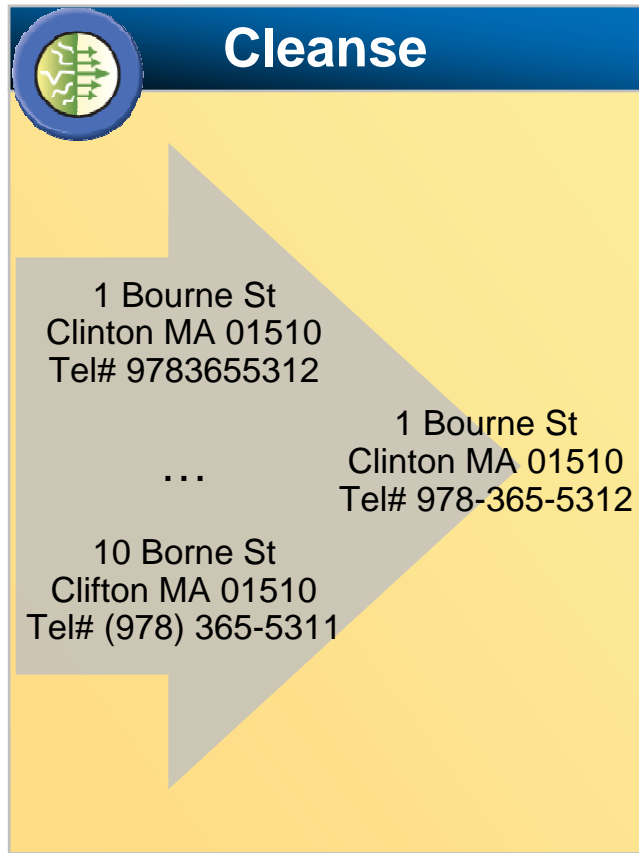 Cleanse
1 Bourne St
Clinton MA 01510
Tel# 9783655312
…
10 Borne St
Clifton MA 01510
Tel# (978) 365-5311
1 Bourne St
Clinton MA 01510
Tel# 978-365-5312